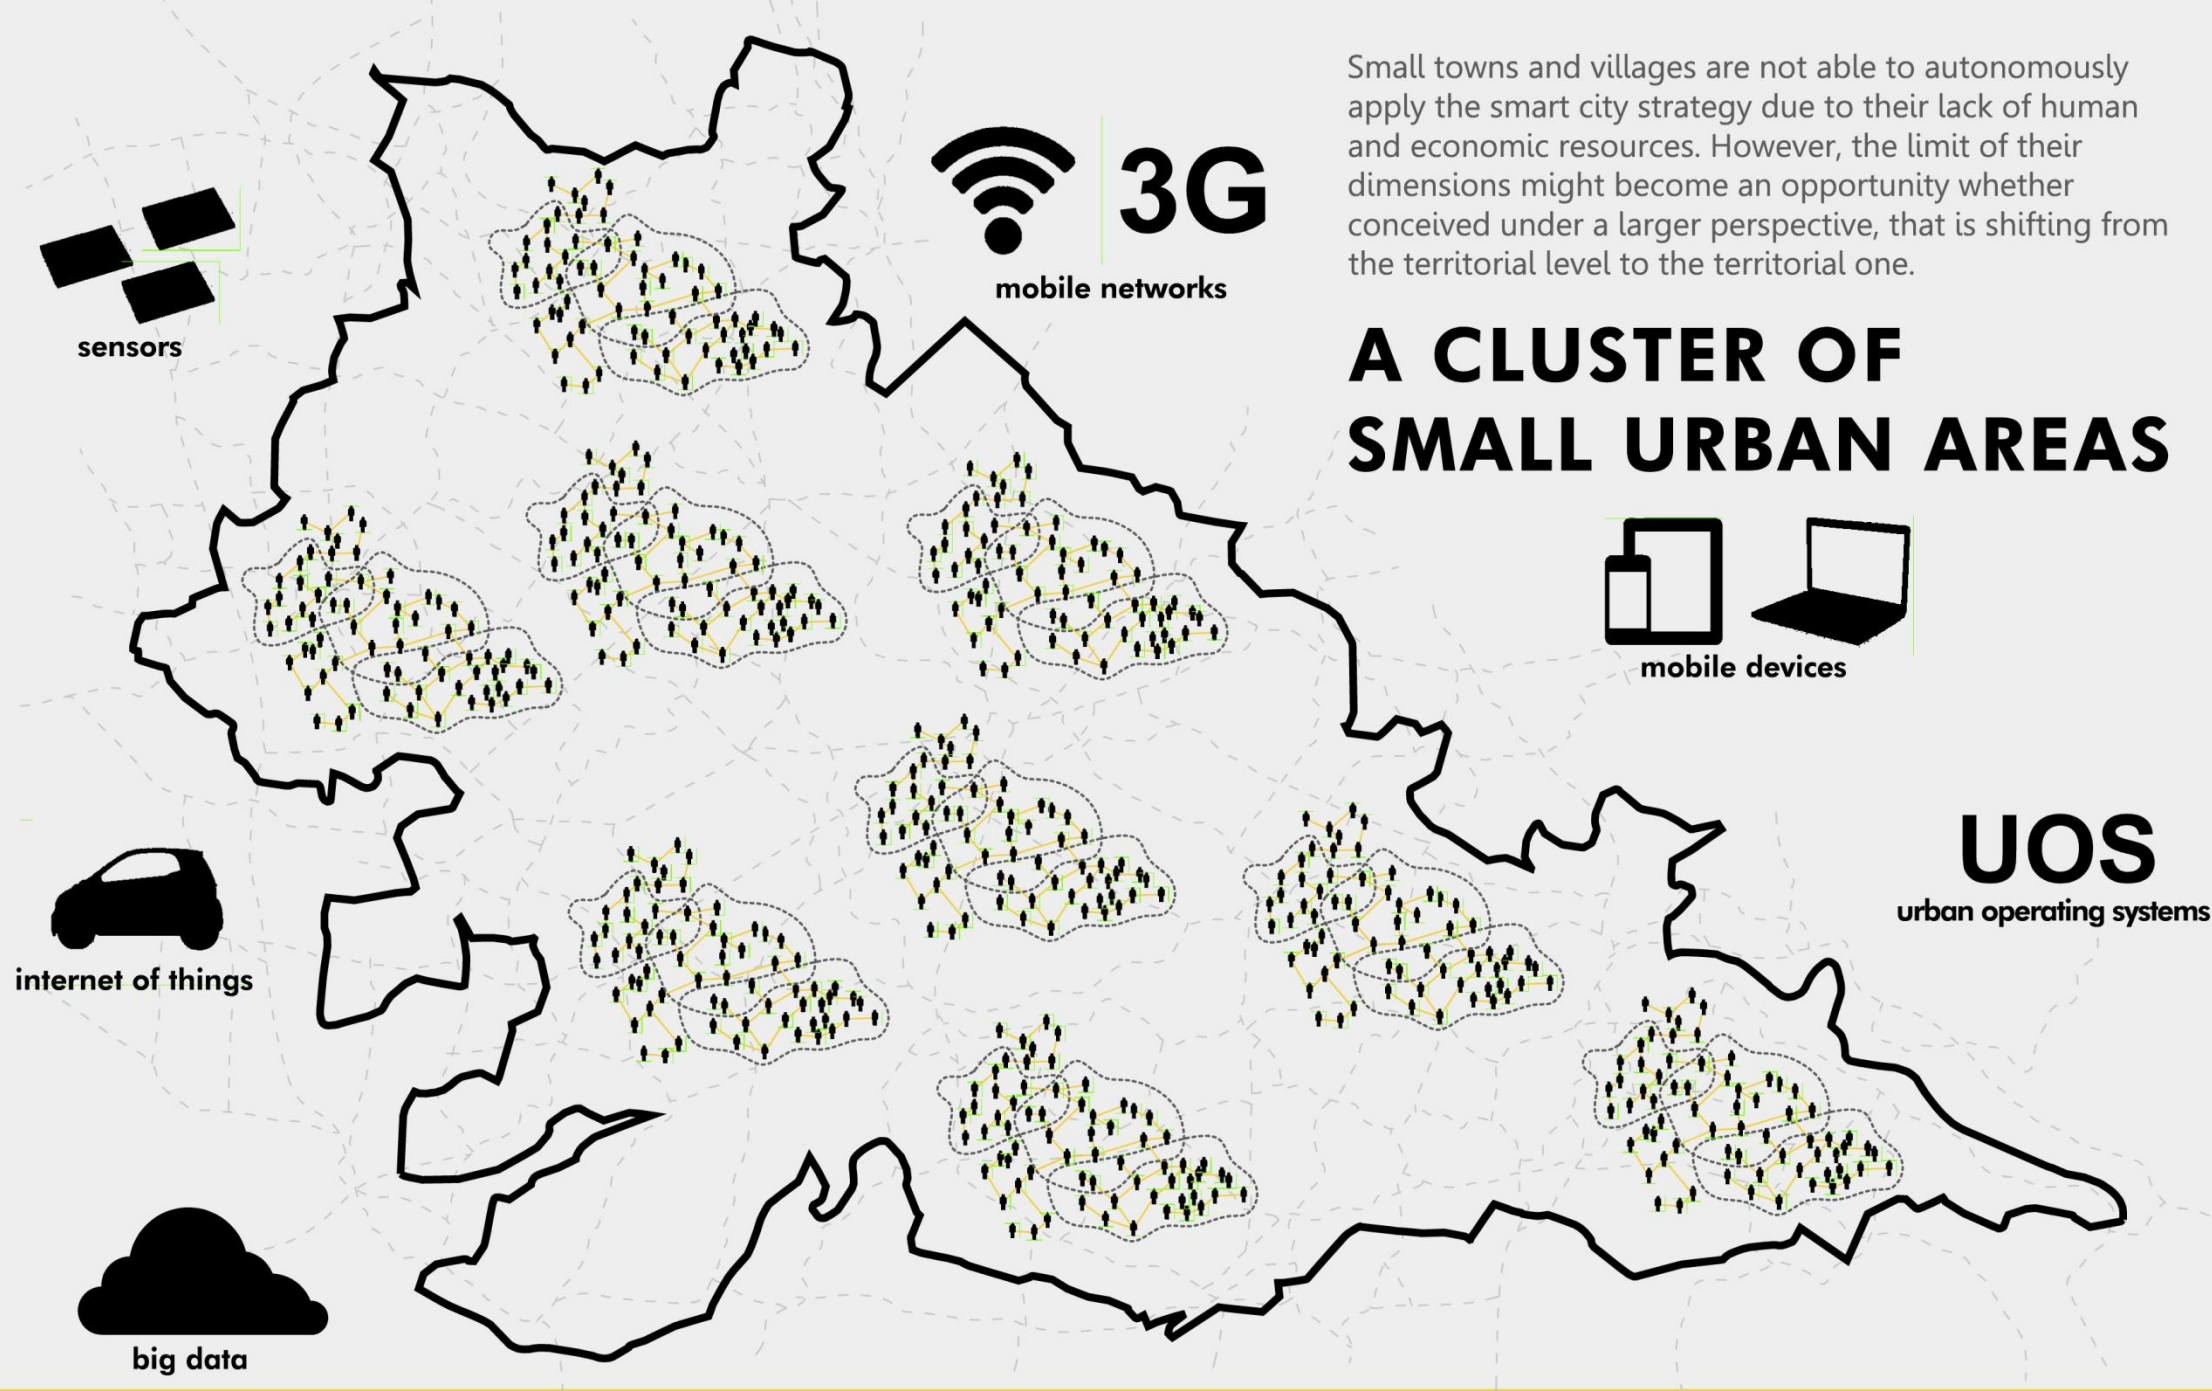 Small towns and villages are not able to autonomously
apply the smart city strategy due to their lack of human
and economic resources. However, the limit of their
dimensions might become an opportunity whether
conceived under a larger perspective, that is shifting from
the territorial level to the territorial one.
A CLUSTER OF
SMALL URBAN AREAS
3G
mobile networks
sensors
mobile devices
UOS
urban operating systems
internet of things
big data